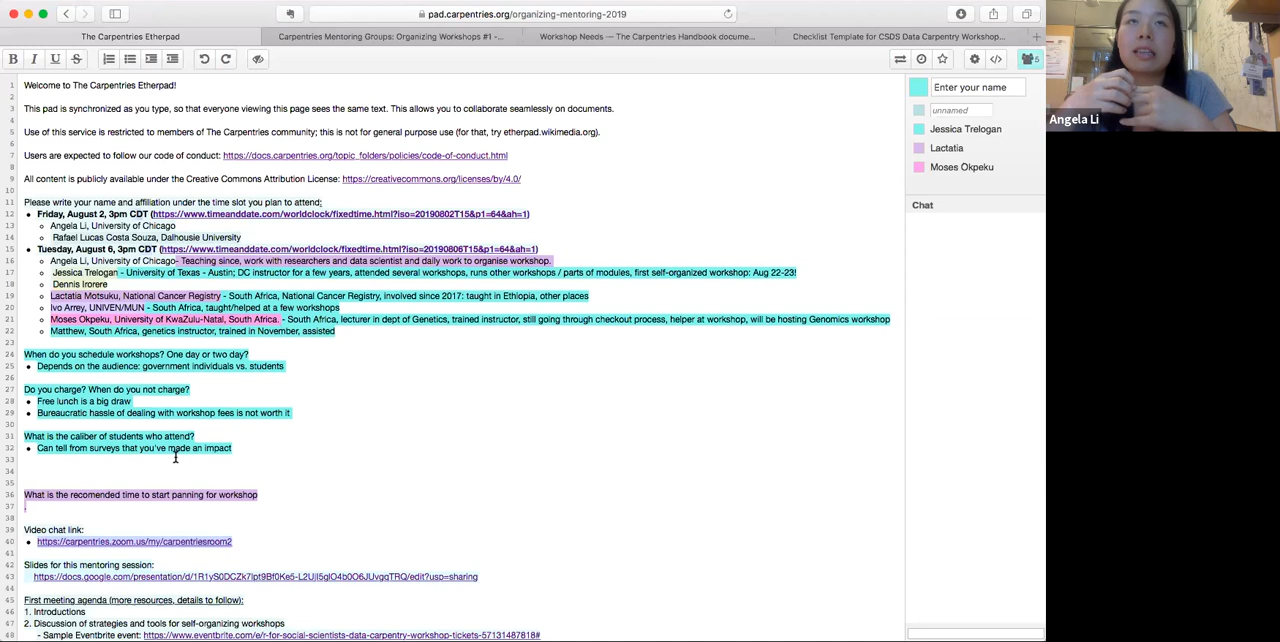 pad.carpentries.org/organizing-mentoring-2019
The Carpentries Etherpad
Carpentries Mentoring Groups: Organizing Workshops #1 -...
Workshop Needs — The Carpentries Handbook docume...
Checklist Template for CSDS Data Carpentry Workshop...
B I U S
5
1 Welcome to The Carpentries Etherpad!
2
3 This pad is synchronized as you type, so that everyone viewing this page sees the same text. This allows you to collaborate seamlessly on documents.
4
5 Use of this service is restricted to members of The Carpentries community; this is not for general purpose use (for that, try etherpad.wikimedia.org).
6
7 Users are expected to follow our code of conduct: https://docs.carpentries.org/topic_folders/policies/code-of-conduct.html
8
9 All content is publicly available under the Creative Commons Attribution License: https://creativecommons.org/licenses/by/4.0/
10
11 Please write your name and affiliation under the time slot you plan to attend:
12 Friday, August 2, 3pm CDT (https://www.timeanddate.com/worldclock/fixedtime.html?iso=20190802T15&p1=64&ah=1)
13 Angela Li, University of Chicago
14 Rafael Lucas Costa Souza, Dalhousie University
15 Tuesday, August 6, 3pm CDT (https://www.timeanddate.com/worldclock/fixedtime.html?iso=20190806T15&p1=64&ah=1)
16 Angela Li, University of Chicago- Teaching since, work with researchers and data scientist and daily work to organise workshop.
17 Jessica Trelogan - University of Texas - Austin; DC instructor for a few years, attended several workshops, runs other workshops / parts of modules, first self-organized workshop: Aug 22-23!
18 Dennis Irorere
19 Lactatia Motsuku, National Cancer Registry - South Africa, National Cancer Registry, involved since 2017: taught in Ethiopia, other places
20 Ivo Arrey, UNIVEN/MUN - South Africa, taught/helped at a few workshops
21 Moses Okpeku, University of KwaZulu-Natal, South Africa. - South Africa, lecturer in dept of Genetics, trained instructor, still going through checkout process, helper at workshop, will be hosting Genomics workshop
22 Matthew, South Africa, genetics instructor, trained in November, assisted
23
24 When do you schedule workshops? One day or two day?
25 Depends on the audience: government individuals vs. students
26
27 Do you charge? When do you not charge?
28 Free lunch is a big draw
29 Bureaucratic hassle of dealing with workshop fees is not worth it
30
31 What is the caliber of students who attend?
32 Can tell from surveys that you've made an impact
33
34
35
36 What is the recomended time to start panning for workshop
37 .
38
39 Video chat link:
40 https://carpentries.zoom.us/my/carpentriesroom2
41
42 Slides for this mentoring session:
43
44
45 First meeting agenda (more resources, details to follow):
46 1. Introductions
47 2. Discussion of strategies and tools for self-organizing workshops
48 - Sample Eventbrite event: https://www.eventbrite.com/e/r-for-social-scientists-data-carpentry-workshop-tickets-57131487818#
Enter your name
unnamed
Jessica Trelogan
Lactatia
Moses Okpeku
Chat
Angela Li